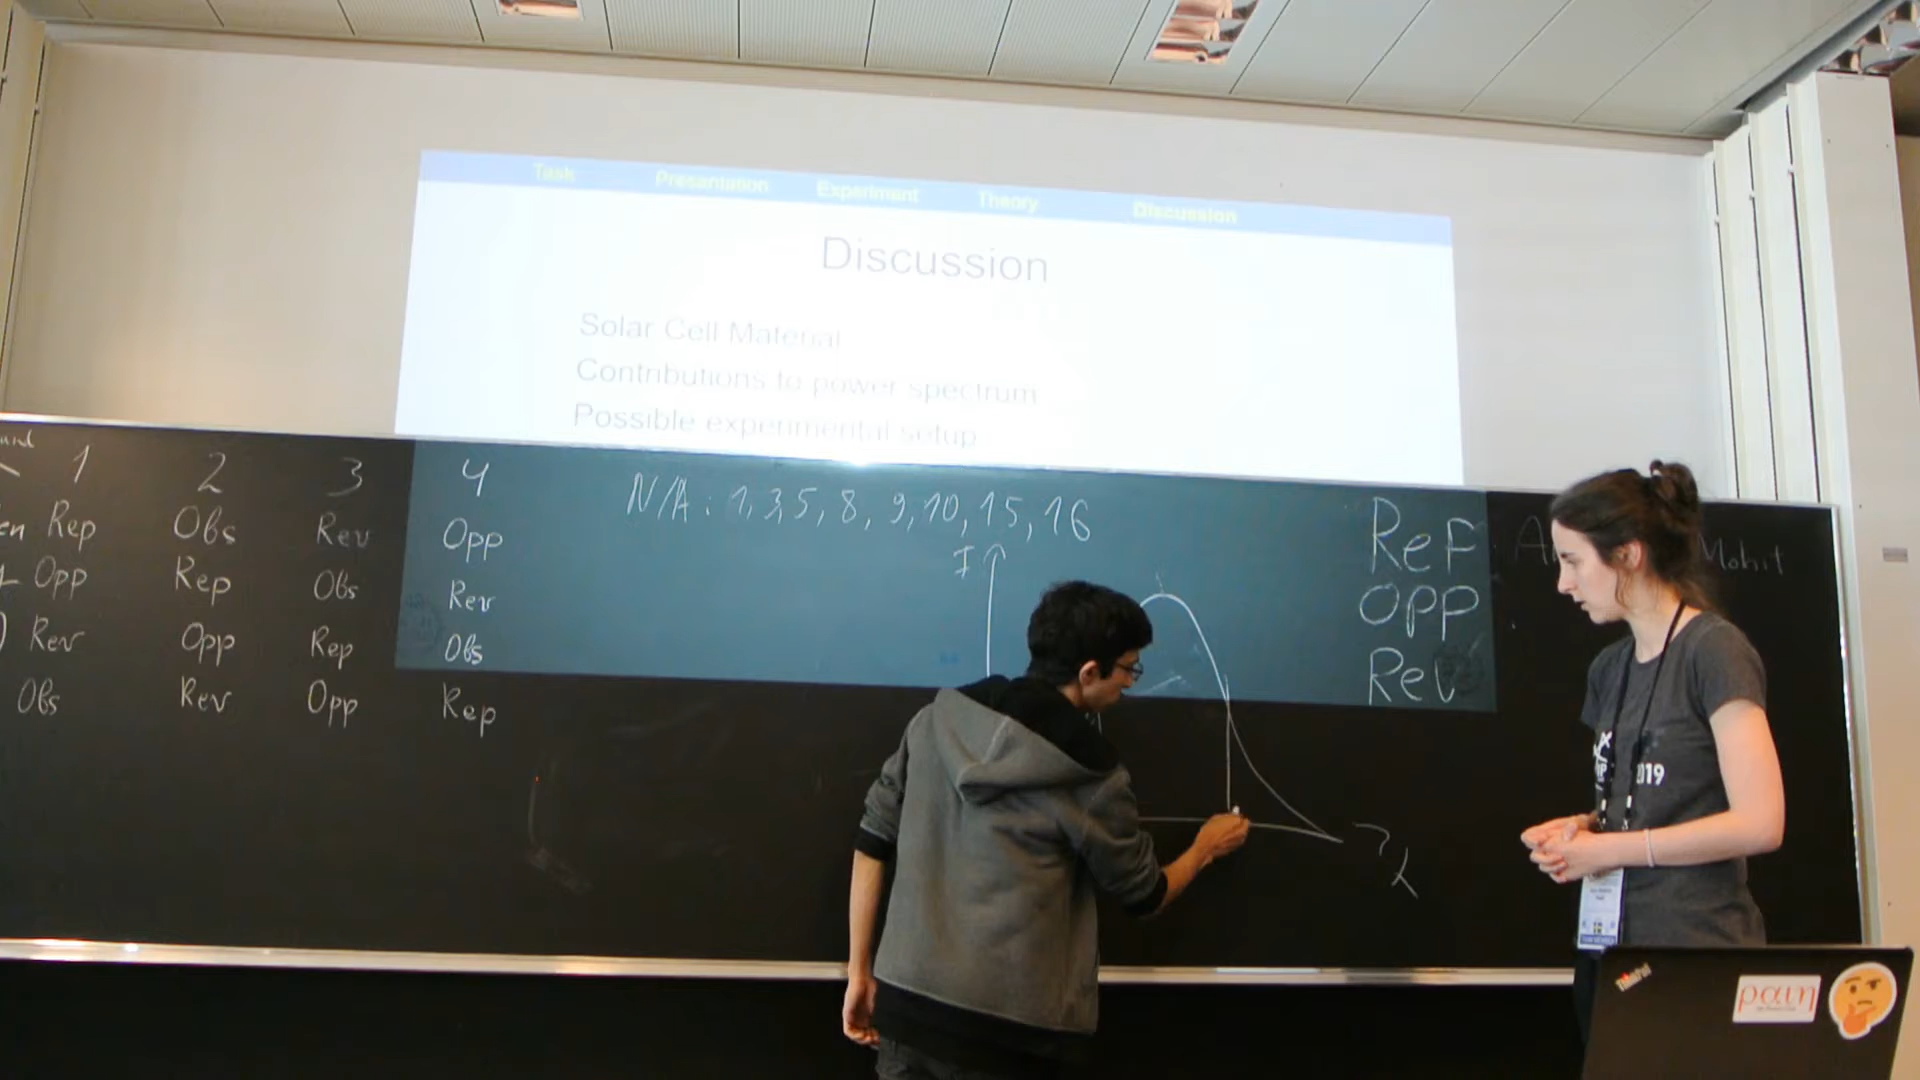 Task Presentation Experiment Theory Discussion
Discussion
Solar Cell Material
Contributions to power spectrum
Possible experimental setup
1 2 3 4
Rep Obs Rev Opp
Opp Rep Obs Rev
Rev Opp Rep Obs
Obs Rev Opp Rep
N/A: 1, 3, 5, 8, 9, 10, 15, 16
I
λ
Ref
Opp
Rev
Mohit
2019
ThinkPad
pain